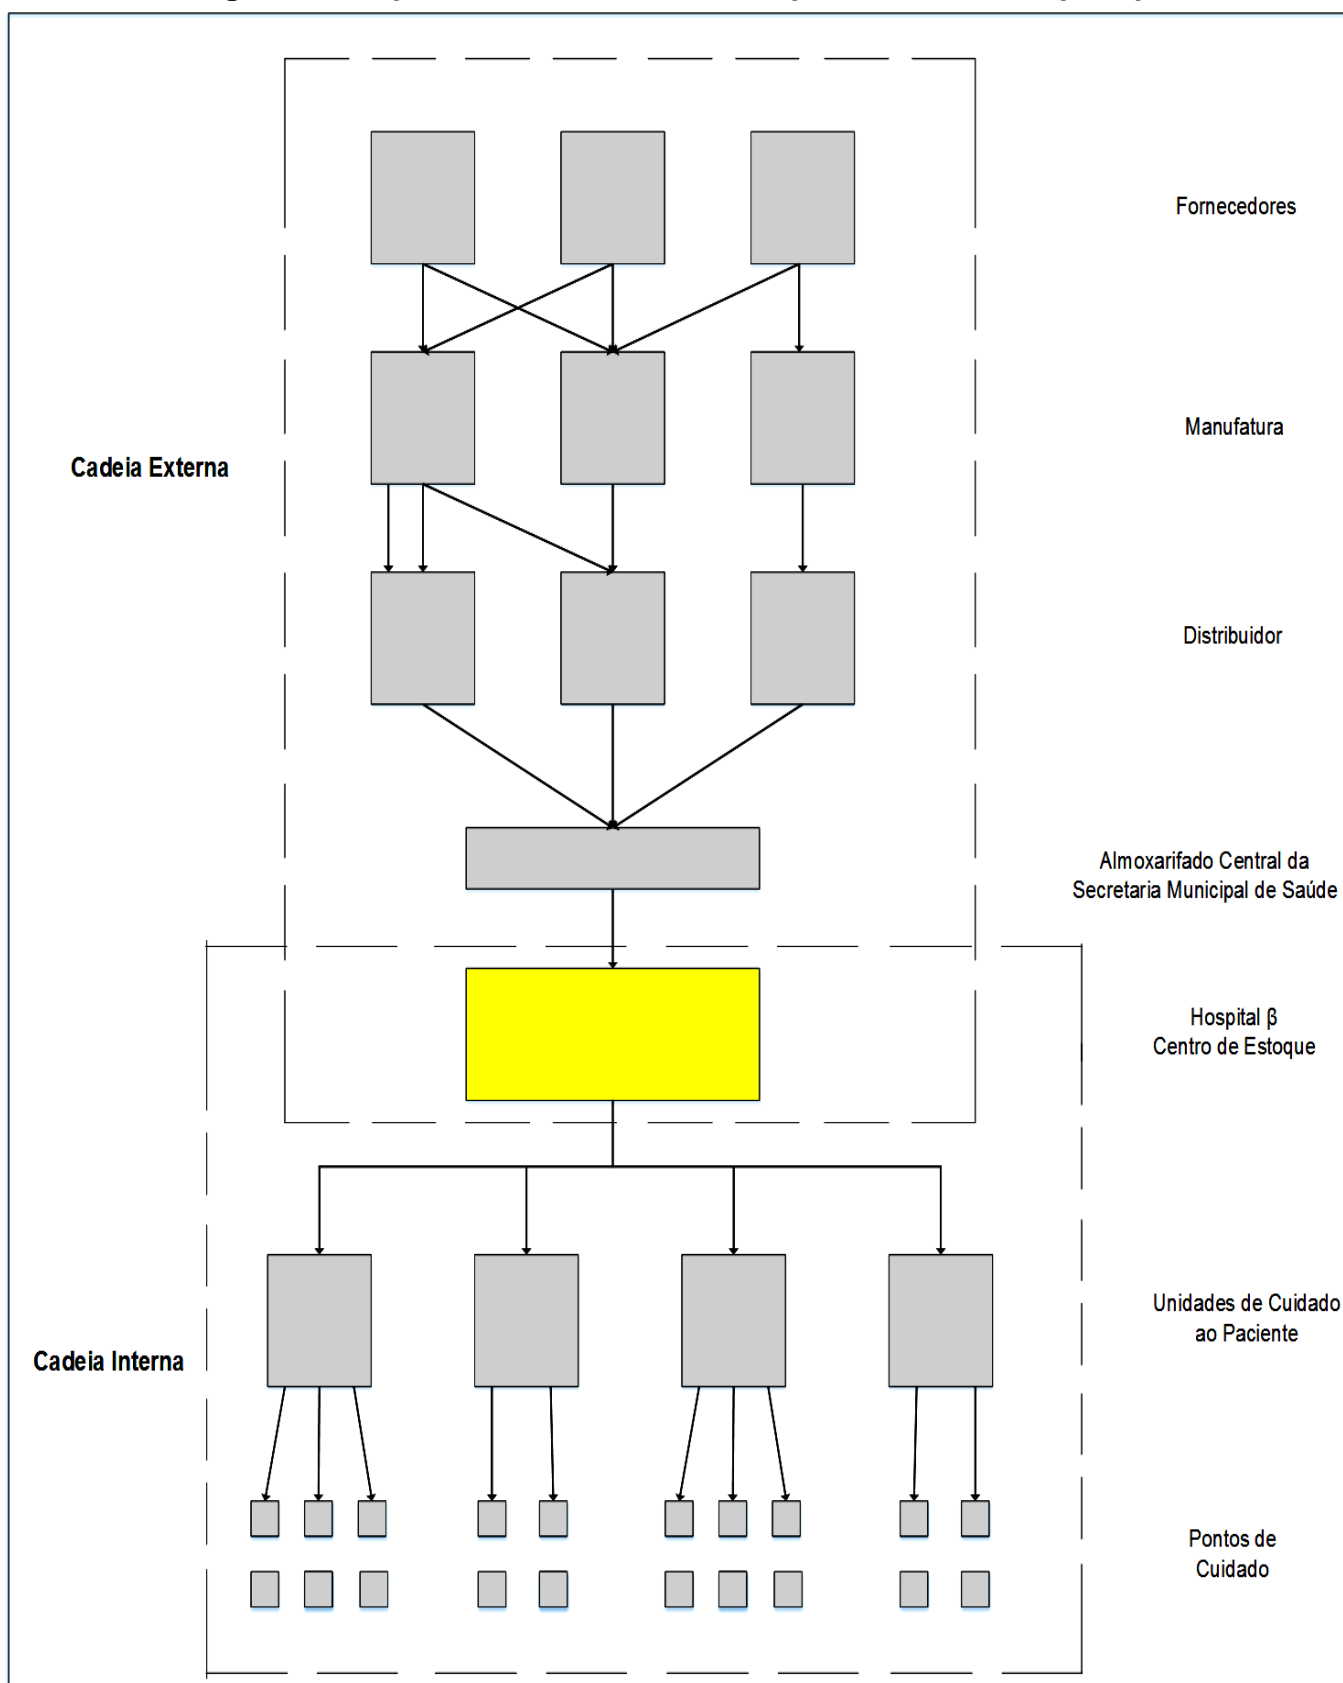 Fornecedores
Manufatura
Cadeia Externa
Distribuidor
Almoxarifado Central da
Secretaria Municipal de Saúde
Hospital β
Centro de Estoque
Unidades de Cuidado
ao Paciente
Cadeia Interna
Pontos de
Cuidado